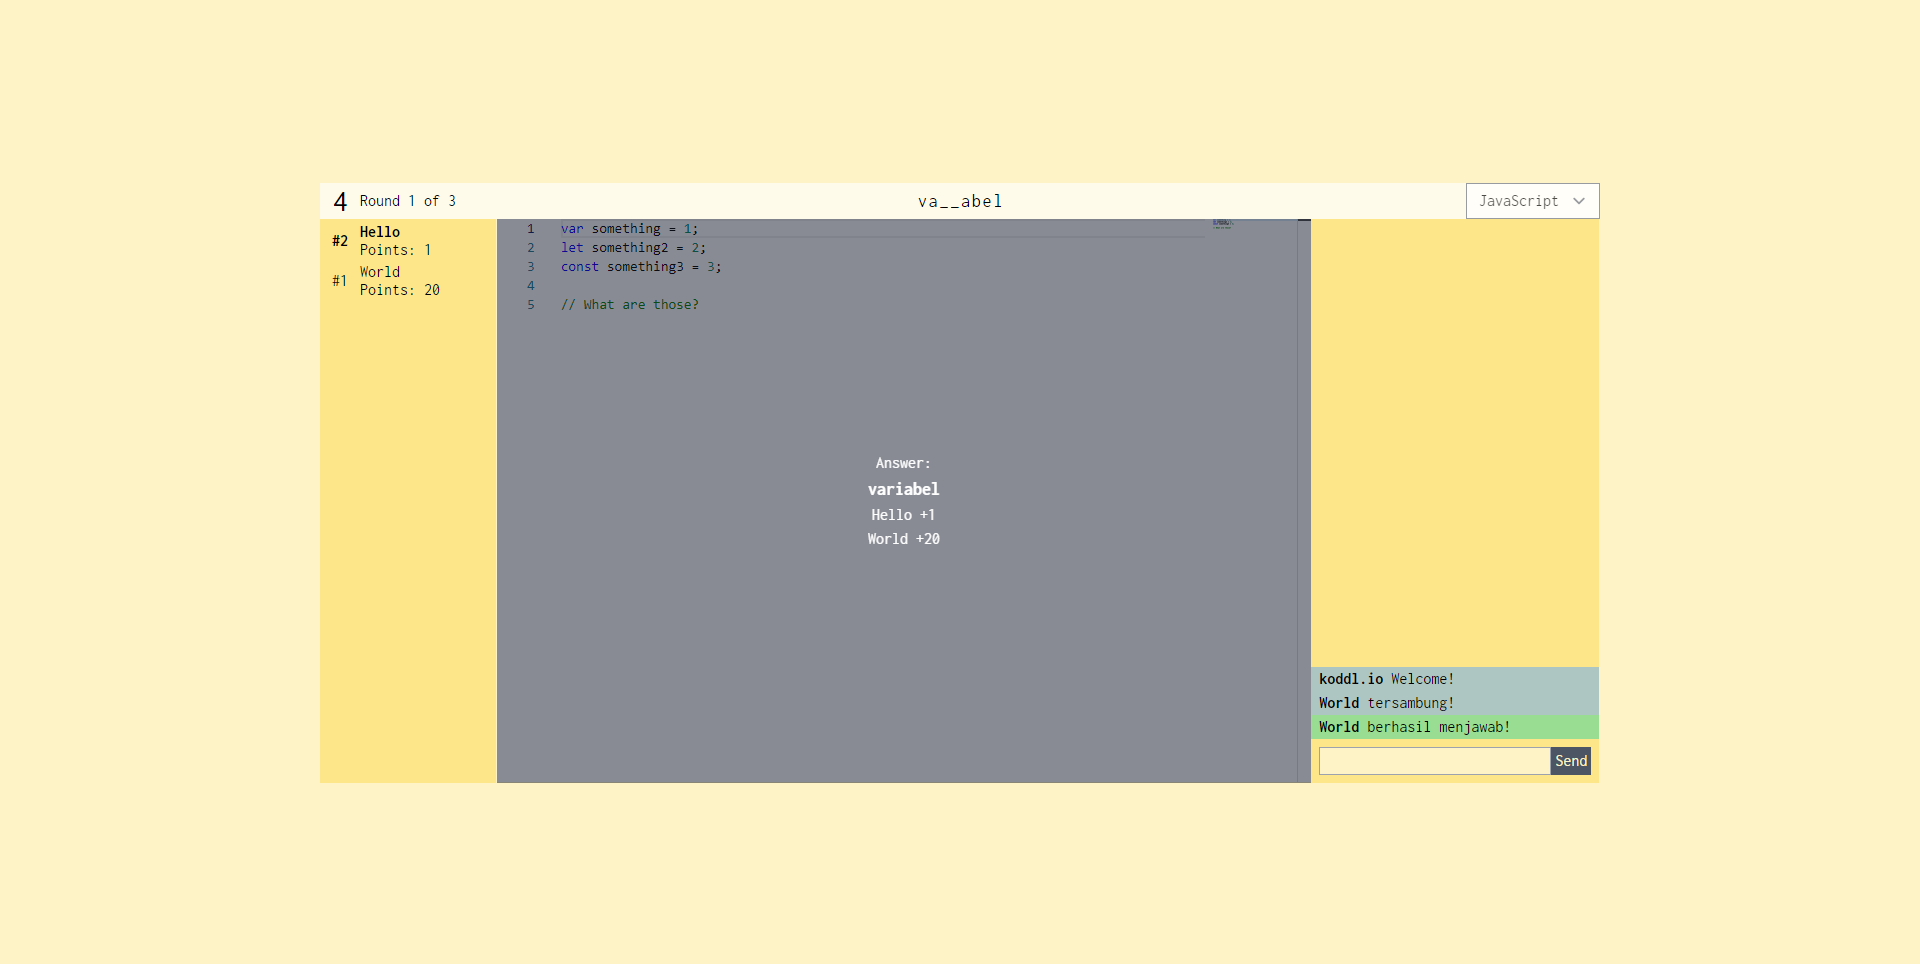 4 Round 1 of 3
va__abel
JavaScript
#2 Hello
Points: 1
#1 World
Points: 20
1 var something = 1;
2 let something2 = 2;
3 const something3 = 3;
4
5 // What are those?
Answer:
variabel
Hello +1
World +20
koddl.io Welcome!
World tersambung!
World berhasil menjawab!
Send